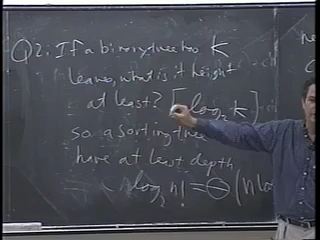 Q2: If a binary tree has K
leaves, what is it height
at least? ⌈log₂k⌉
so a sorting tree
have at least depth
log₂ n! = Θ(n lo